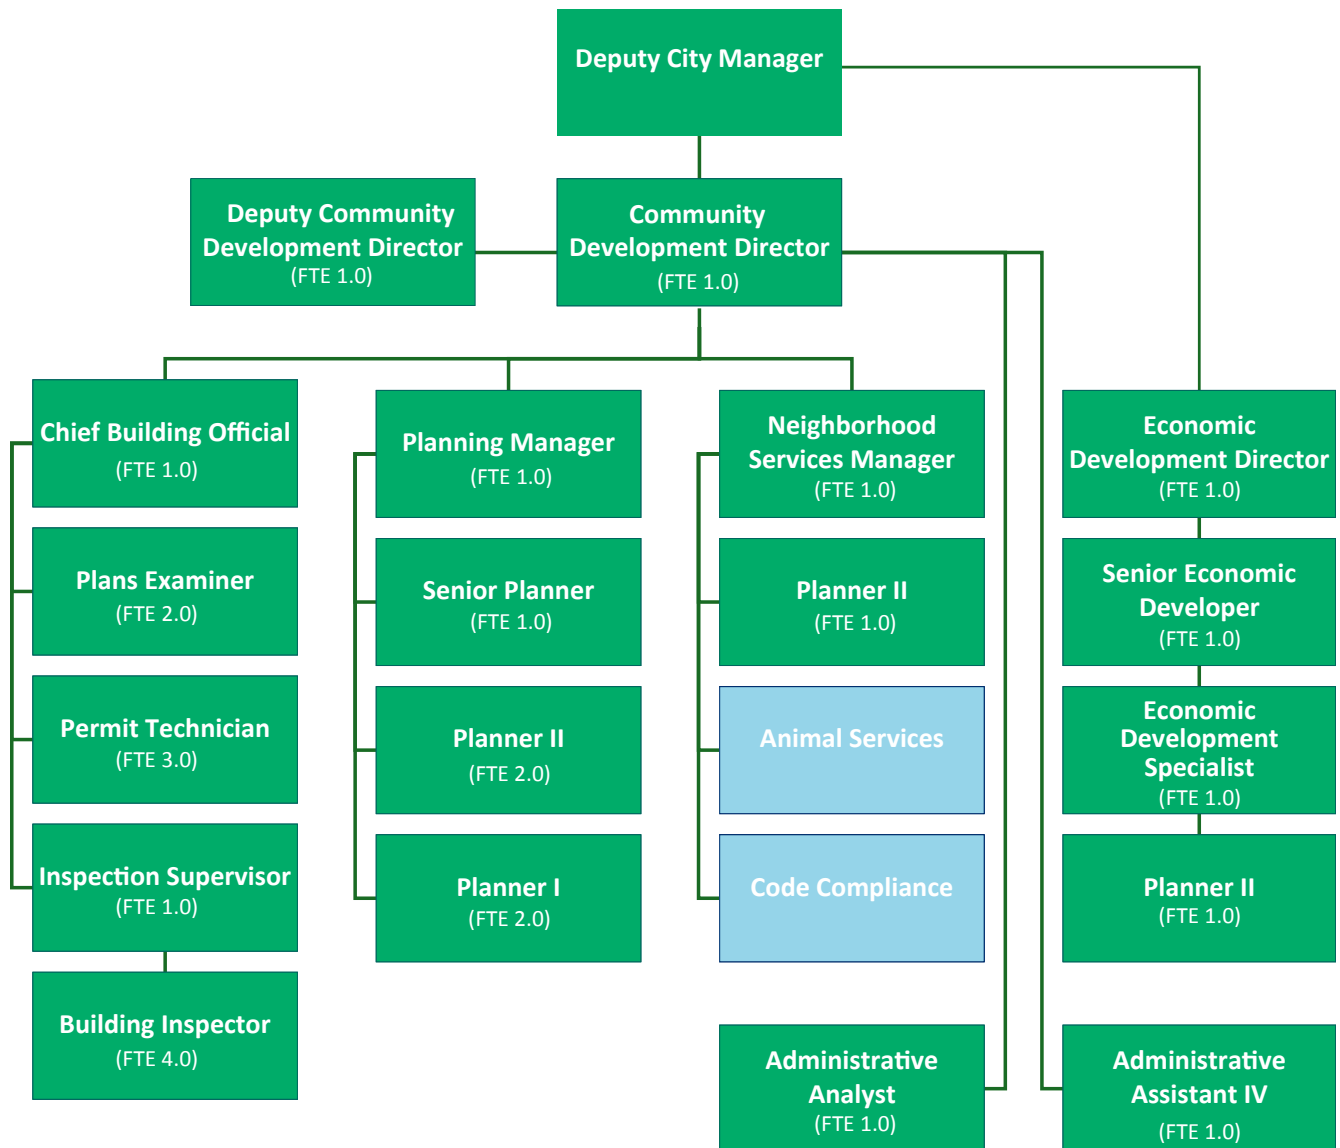 Deputy City Manager
Deputy Community
Development Director
(FTE 1.0)
Community
Development Director
(FTE 1.0)
Chief Building Official
(FTE 1.0)
Plans Examiner
(FTE 2.0)
Permit Technician
(FTE 3.0)
Inspection Supervisor
(FTE 1.0)
Building Inspector
(FTE 4.0)
Planning Manager
(FTE 1.0)
Senior Planner
(FTE 1.0)
Planner II
(FTE 2.0)
Planner I
(FTE 2.0)
Neighborhood
Services Manager
(FTE 1.0)
Planner II
(FTE 1.0)
Animal Services
Code Compliance
Economic
Development Director
(FTE 1.0)
Senior Economic
Developer
(FTE 1.0)
Economic
Development
Specialist
(FTE 1.0)
Planner II
(FTE 1.0)
Administrative
Analyst
(FTE 1.0)
Administrative
Assistant IV
(FTE 1.0)